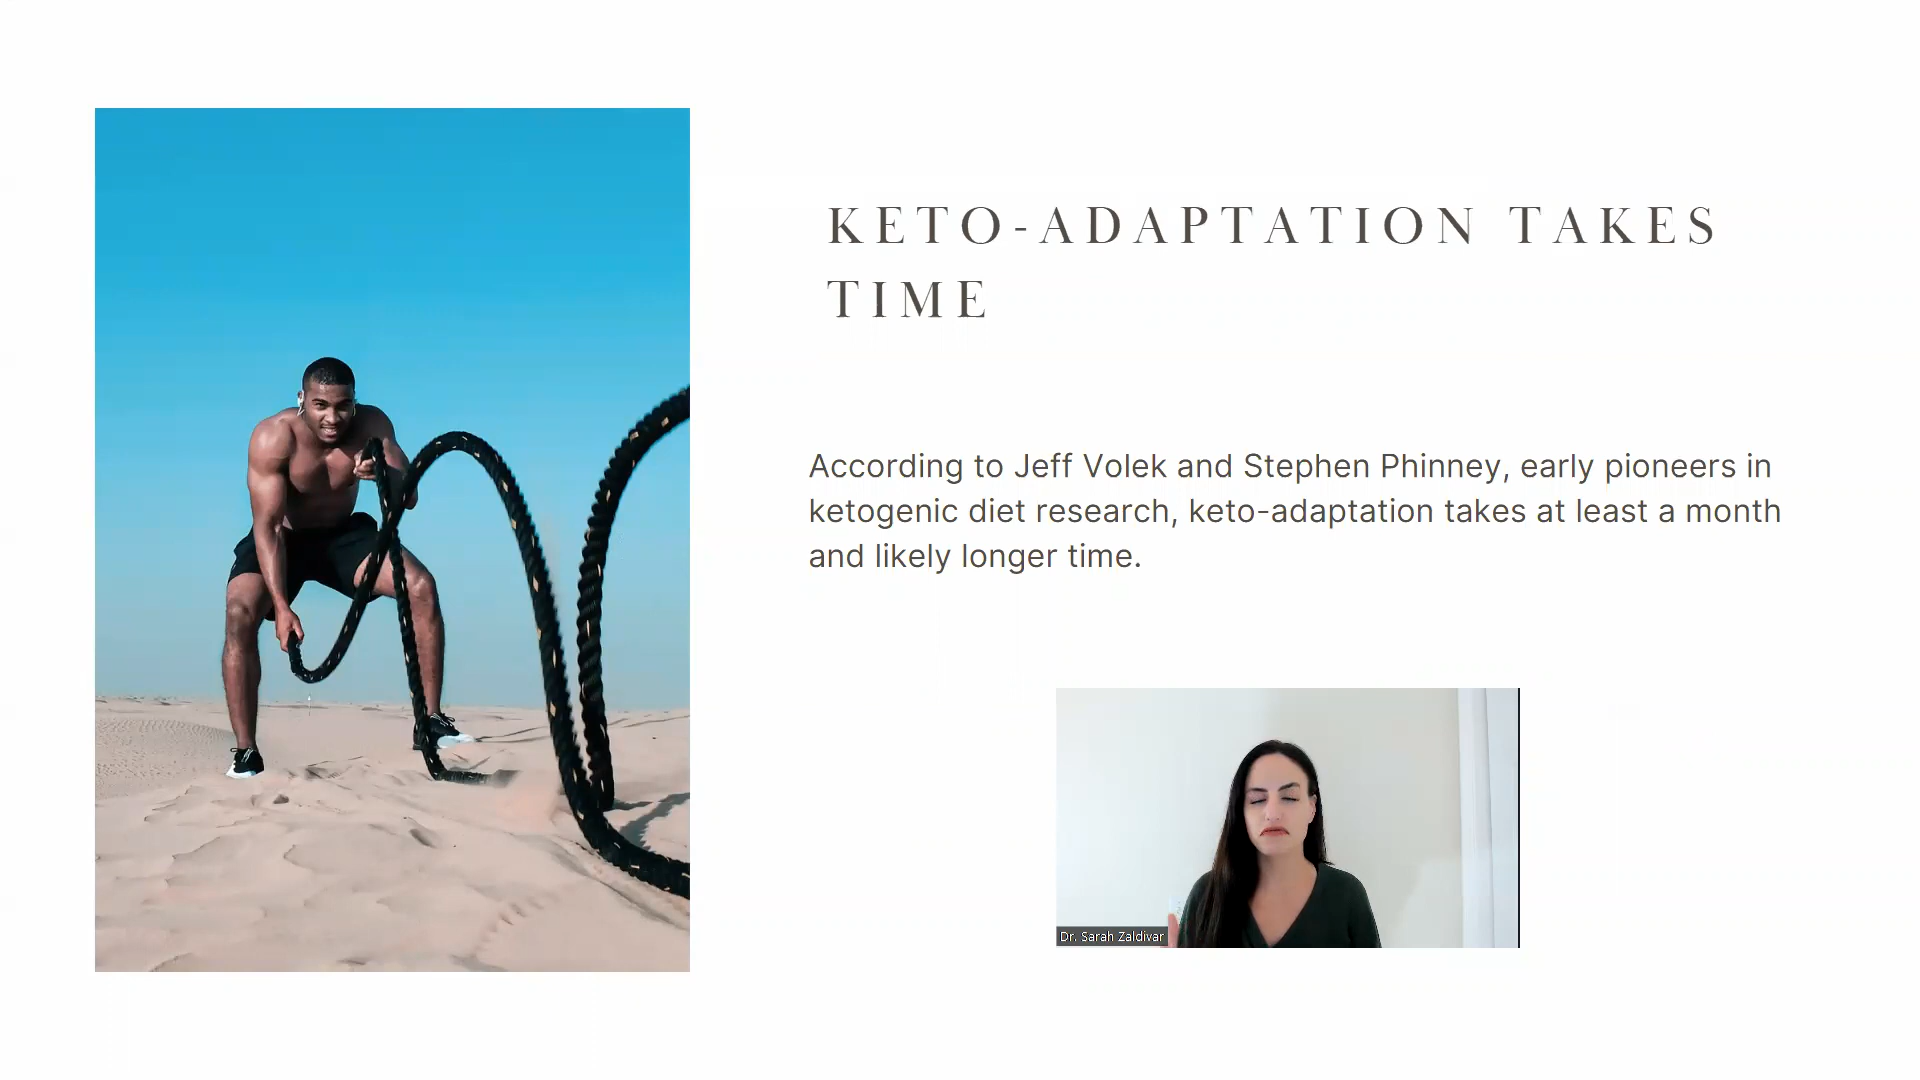 KETO-ADAPTATION TAKES
TIME
According to Jeff Volek and Stephen Phinney, early pioneers in
ketogenic diet research, keto-adaptation takes at least a month
and likely longer time.
Dr. Sarah Zaldivar